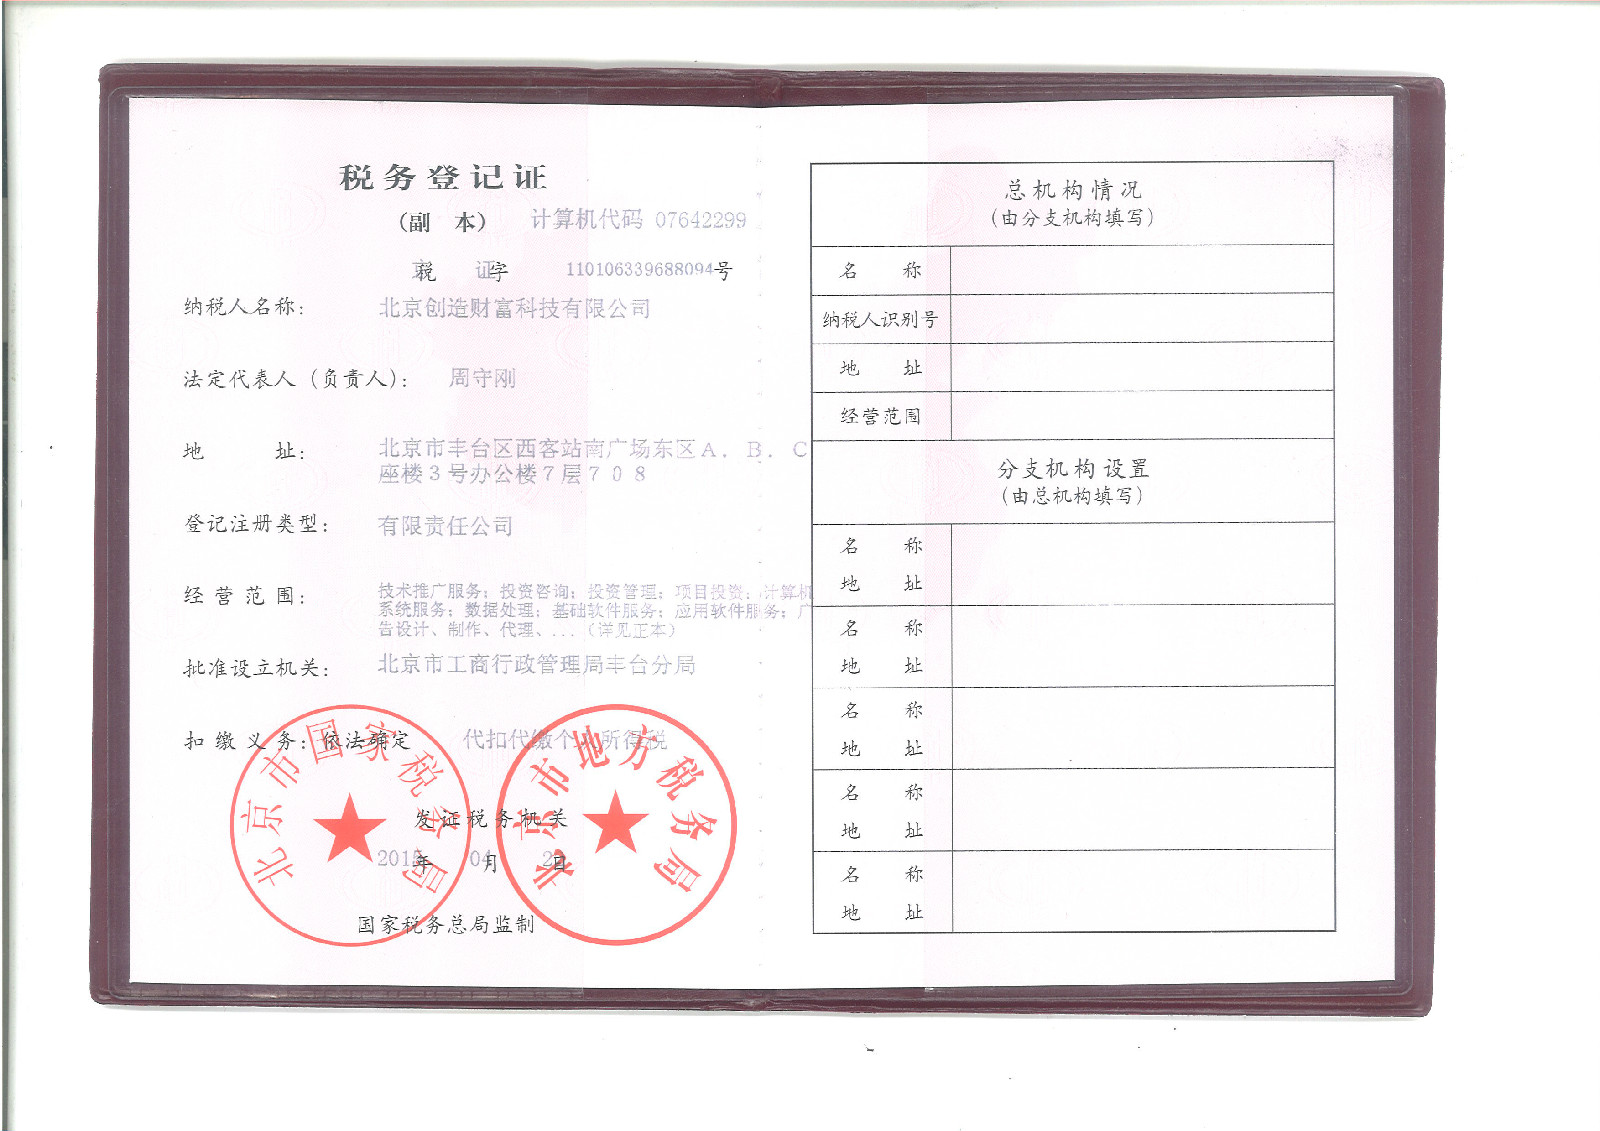 税务登记证
(副 本) 计算机代码 07642299
京税 证字 110106339688094号
纳税人名称: 北京创造财富科技有限公司
法定代表人(负责人): 周守刚
地 址: 北京市丰台区西客站南广场东区A．B．C
座楼3号办公楼7层708
登记注册类型: 有限责任公司
经营范围: 技术推广服务；投资咨询；投资管理；项目投资；计算机
系统服务；数据处理；基础软件服务；应用软件服务；广
告设计、制作、代理、...（详见正本）
批准设立机关: 北京市工商行政管理局丰台分局
扣缴义务: 依法确定 代扣代缴个人所得税
北京市国家税务局
北京市地方税务局
发证税务机关
年 04月 日
国家税务总局监制
总机构情况
(由分支机构填写)
名 称
纳税人识别号
地 址
经营范围
分支机构设置
(由总机构填写)
名 称
地 址
名 称
地 址
名 称
地 址
名 称
地 址
名 称
地 址